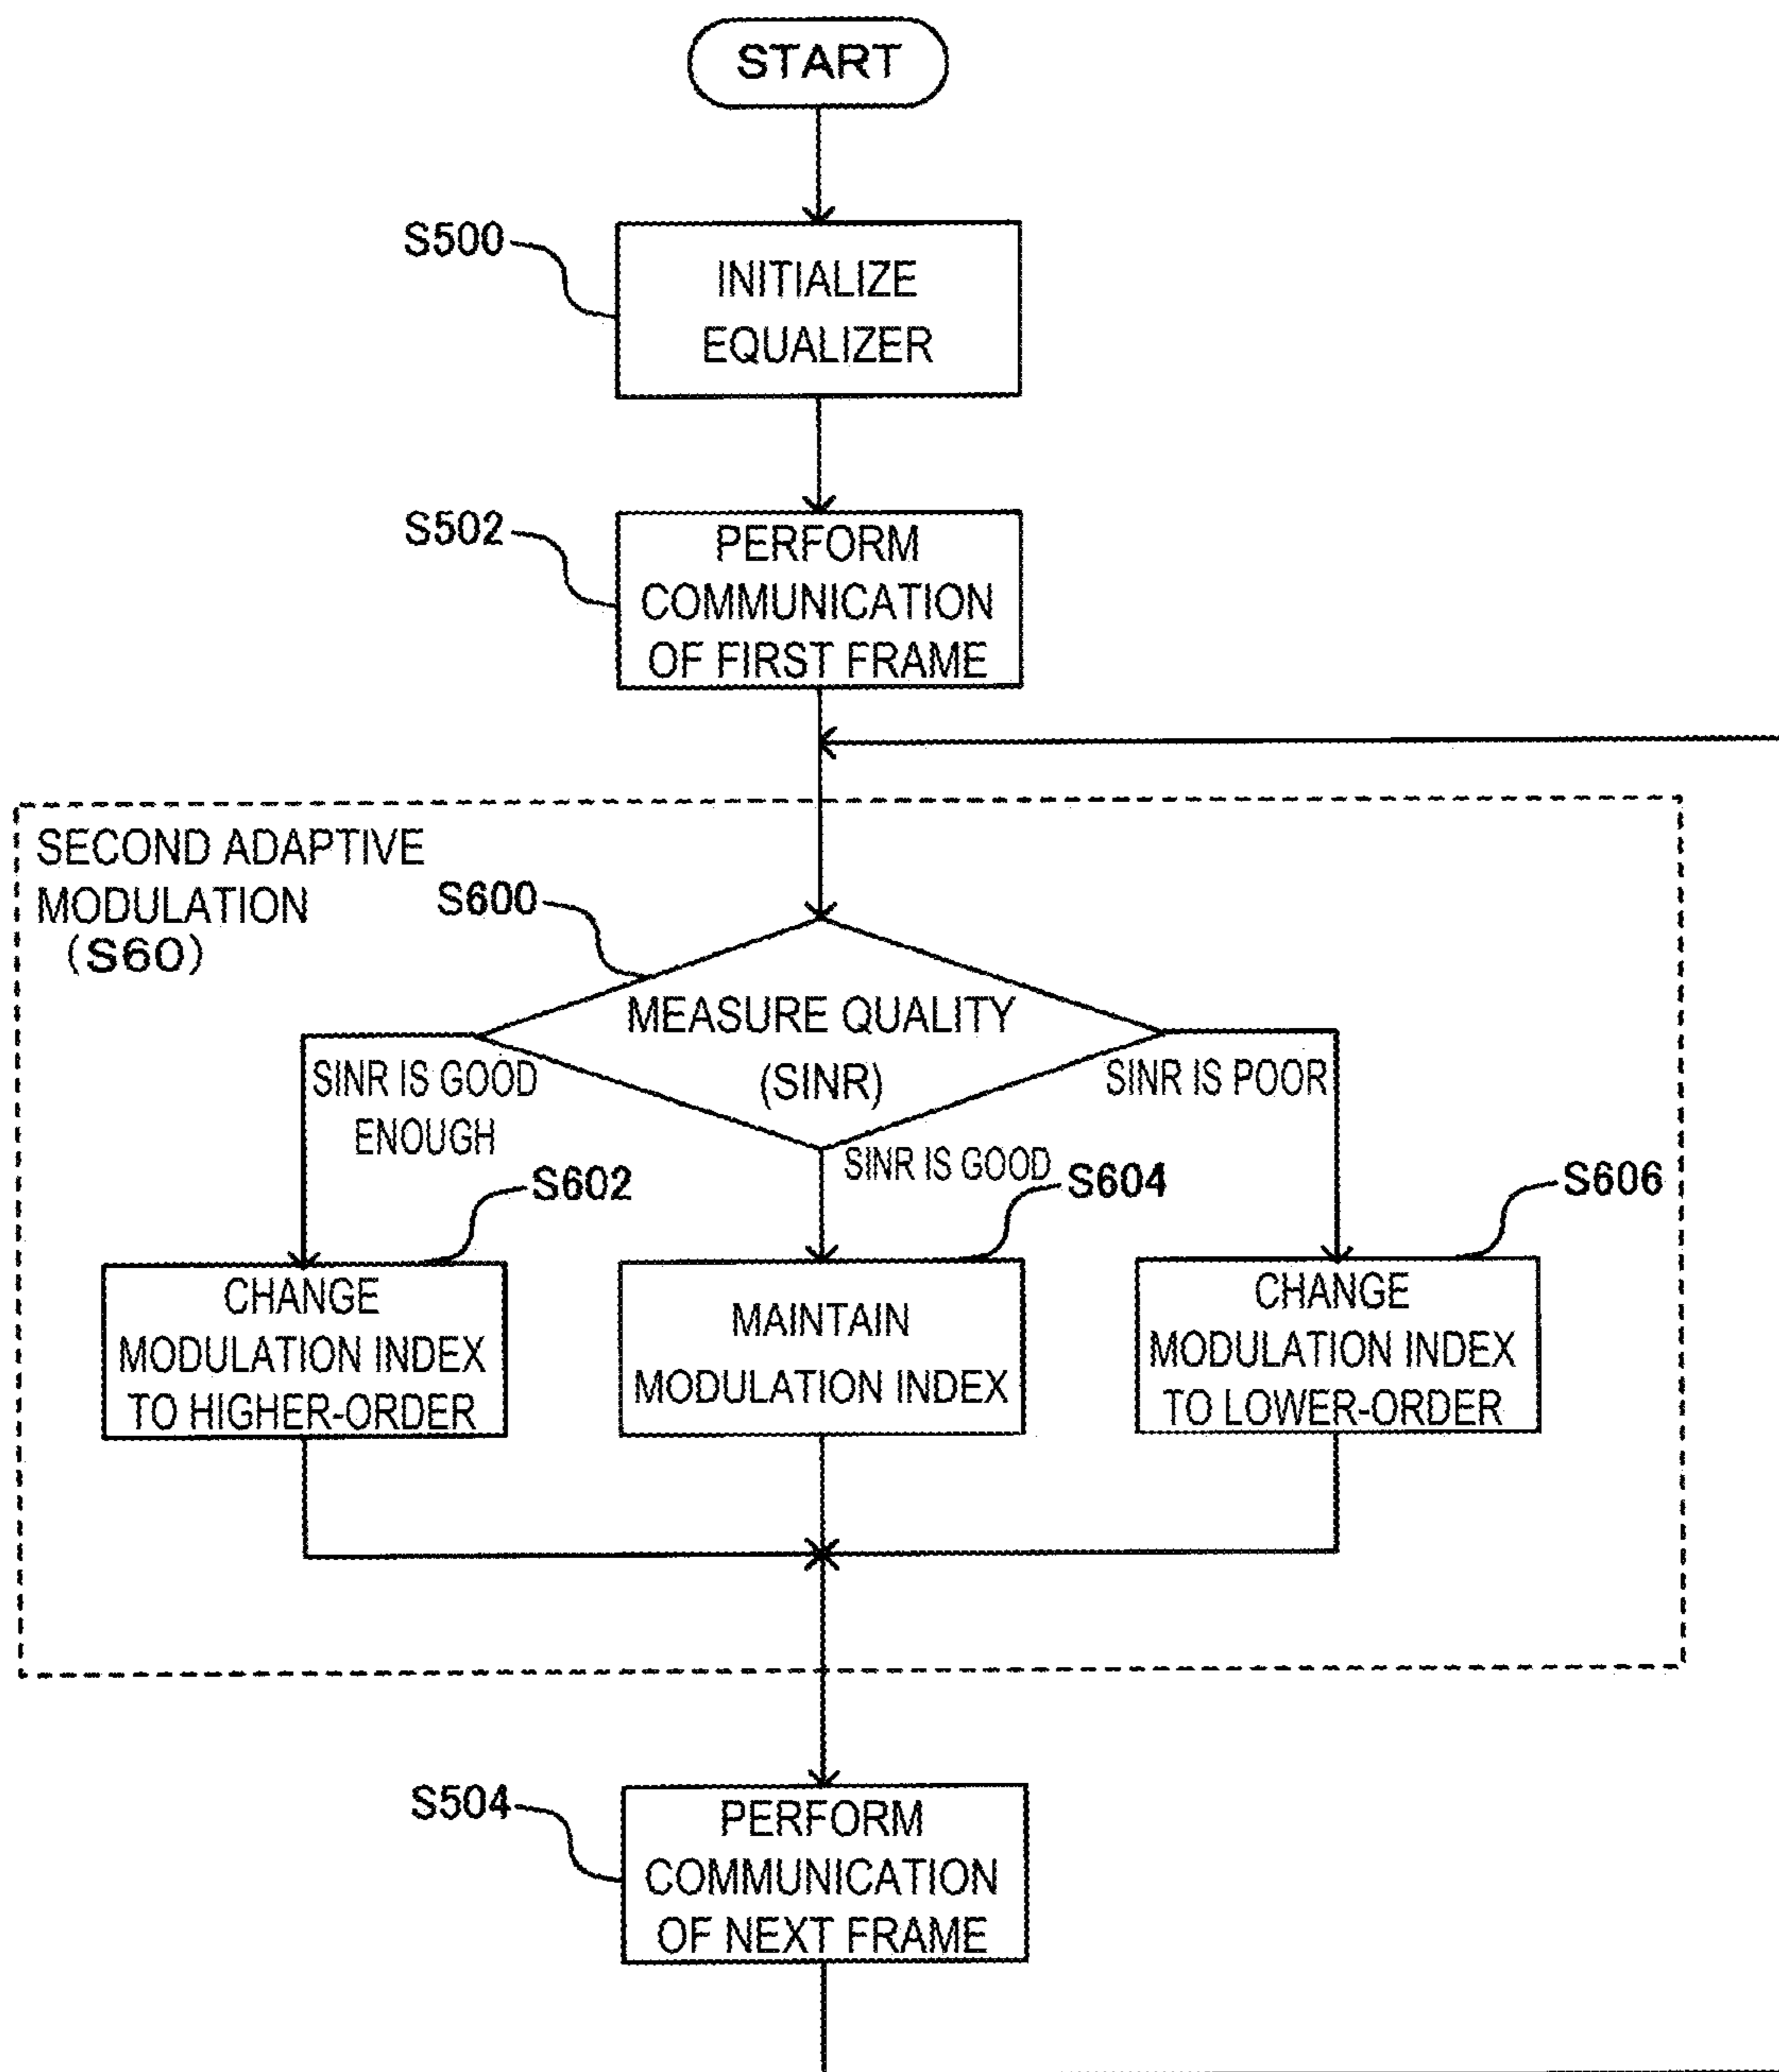 START
S500
INITIALIZE
EQUALIZER
S502
PERFORM
COMMUNICATION
OF FIRST FRAME
SECOND ADAPTIVE
MODULATION
(S60)
S600
MEASURE QUALITY
(SINR)
SINR IS GOOD
ENOUGH
SINR IS GOOD
SINR IS POOR
S602
CHANGE
MODULATION INDEX
TO HIGHER-ORDER
S604
MAINTAIN
MODULATION INDEX
S606
CHANGE
MODULATION INDEX
TO LOWER-ORDER
S504
PERFORM
COMMUNICATION
OF NEXT FRAME